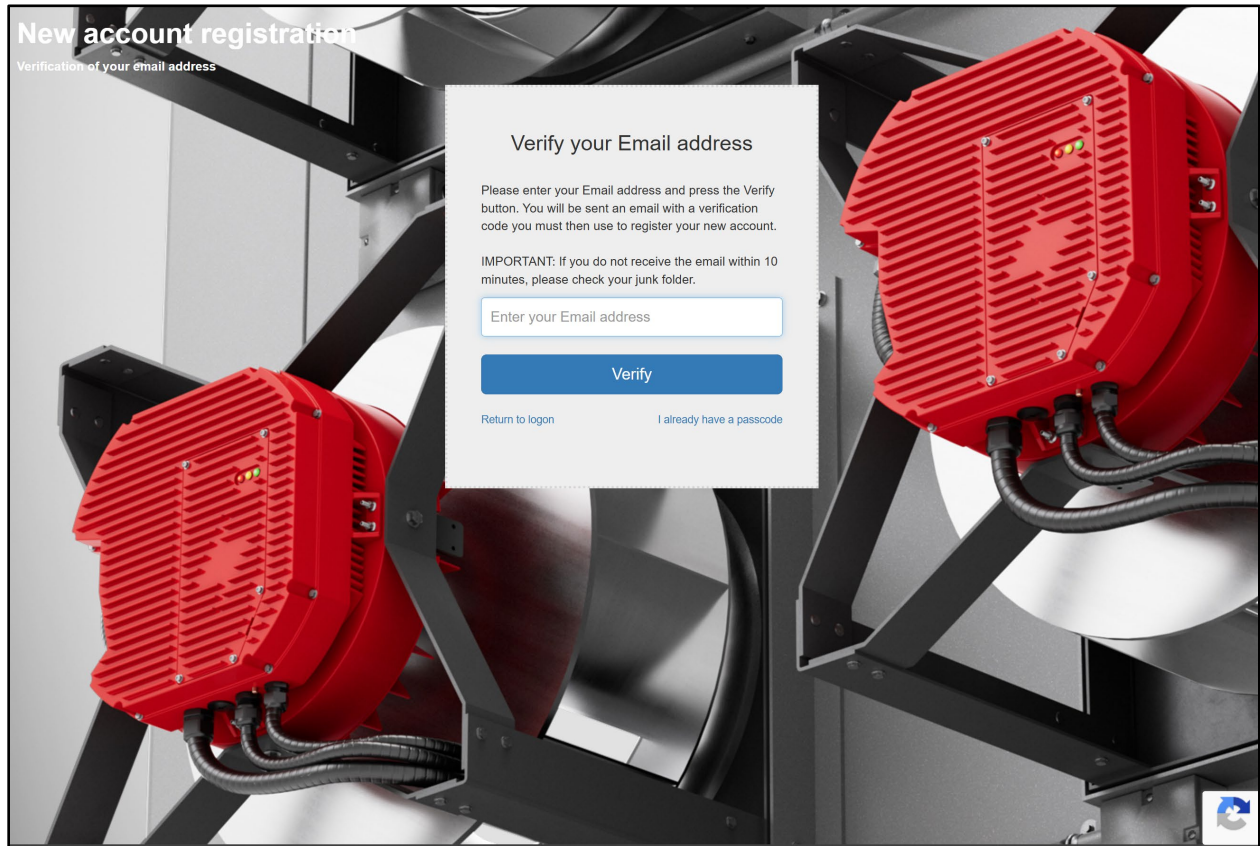 New account registration
Verification of your email address
Verify your Email address
Please enter your Email address and press the Verify
button. You will be sent an email with a verification
code you must then use to register your new account.
IMPORTANT: If you do not receive the email within 10
minutes, please check your junk folder.
Enter your Email address
Verify
Return to logon
I already have a passcode